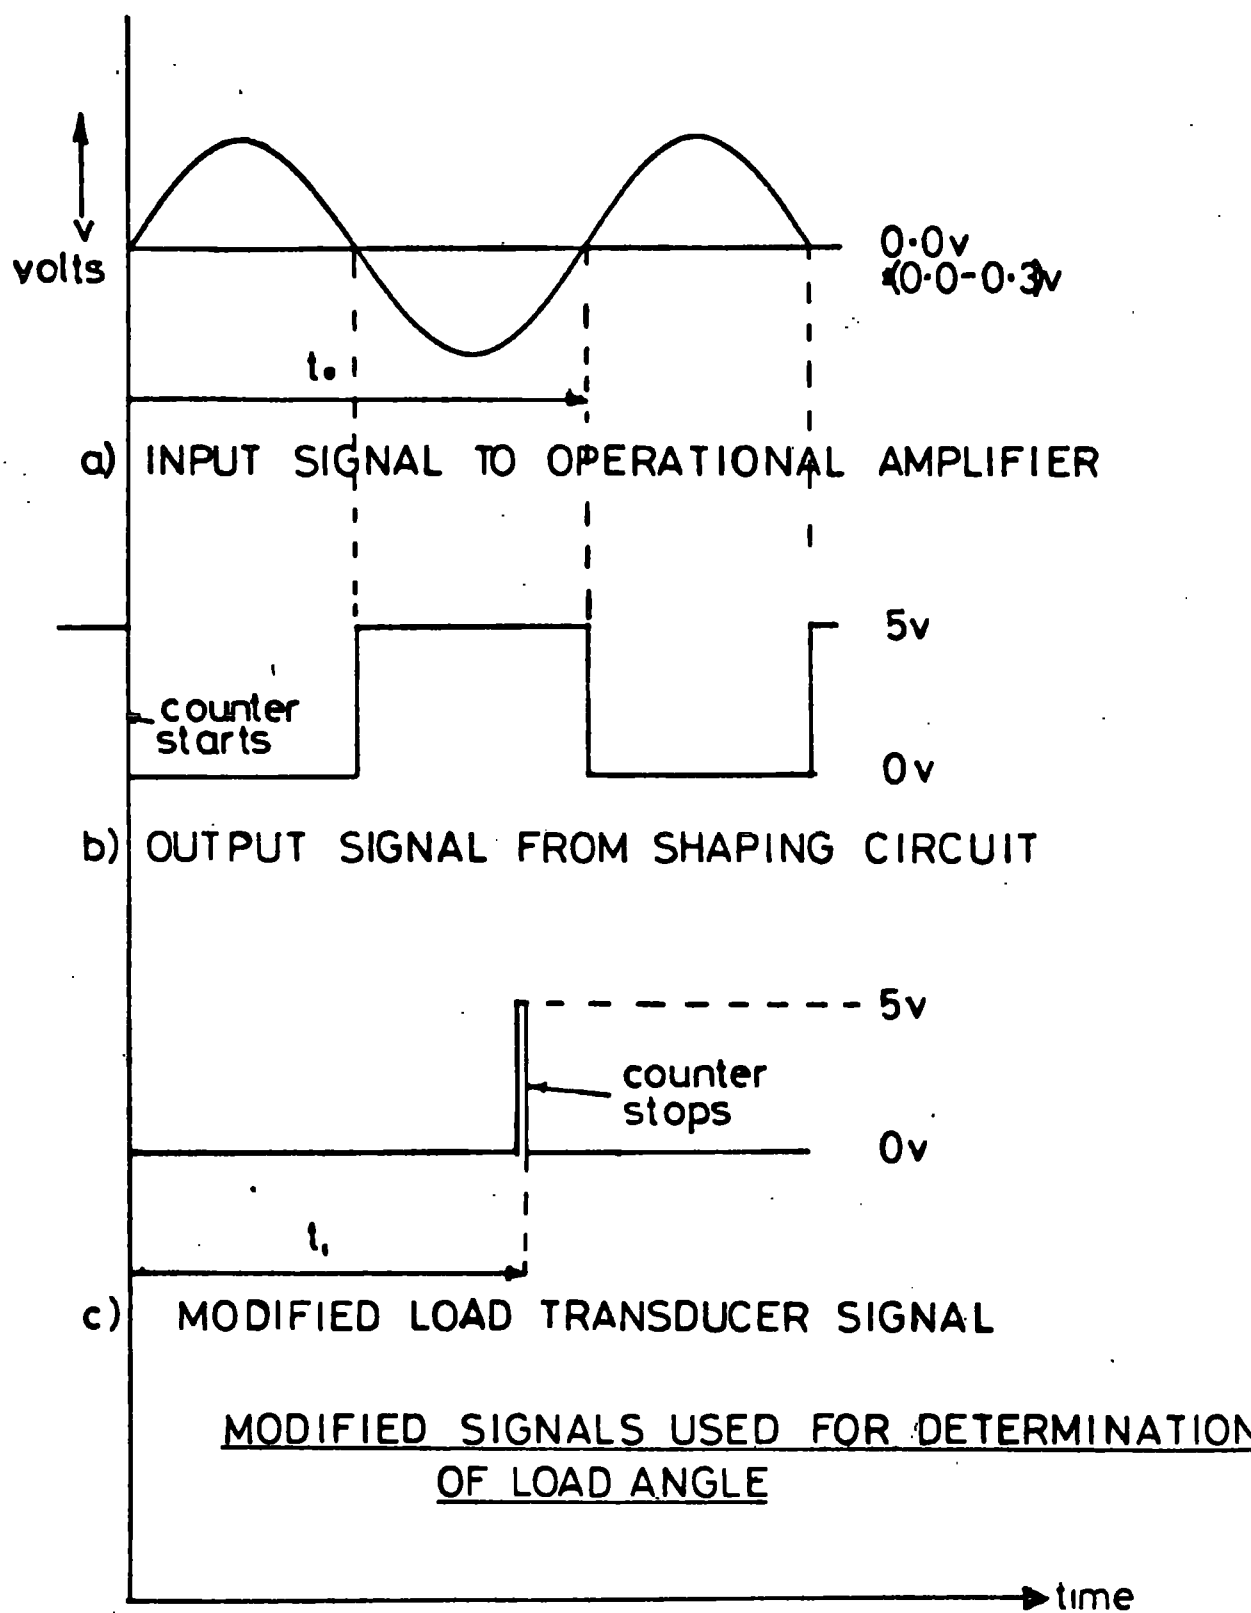 v
volts
0.0v
*(0.0-0.3)v
t₀
a) INPUT SIGNAL TO OPERATIONAL AMPLIFIER
5v
counter
starts
0v
b) OUTPUT SIGNAL FROM SHAPING CIRCUIT
5v
counter
stops
0v
t₁
c) MODIFIED LOAD TRANSDUCER SIGNAL
MODIFIED SIGNALS USED FOR DETERMINATION
OF LOAD ANGLE
time